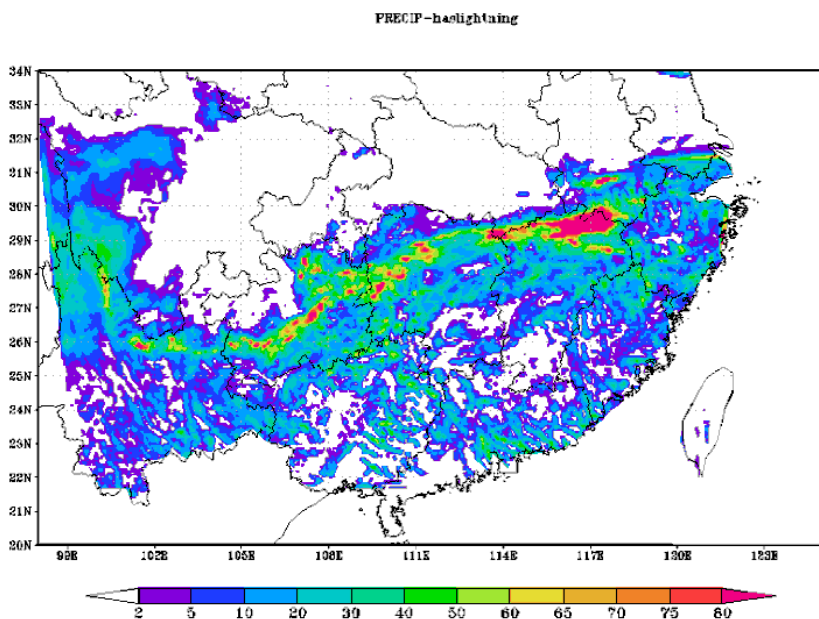 PRECIP-haslightning
34N
33N
32N
31N
30N
29N
28N
27N
26N
25N
24N
23N
22N
21N
20N
99E 102E 105E 108E 111E 114E 117E 120E 123E
2 5 10 20 30 40 50 60 65 70 75 80